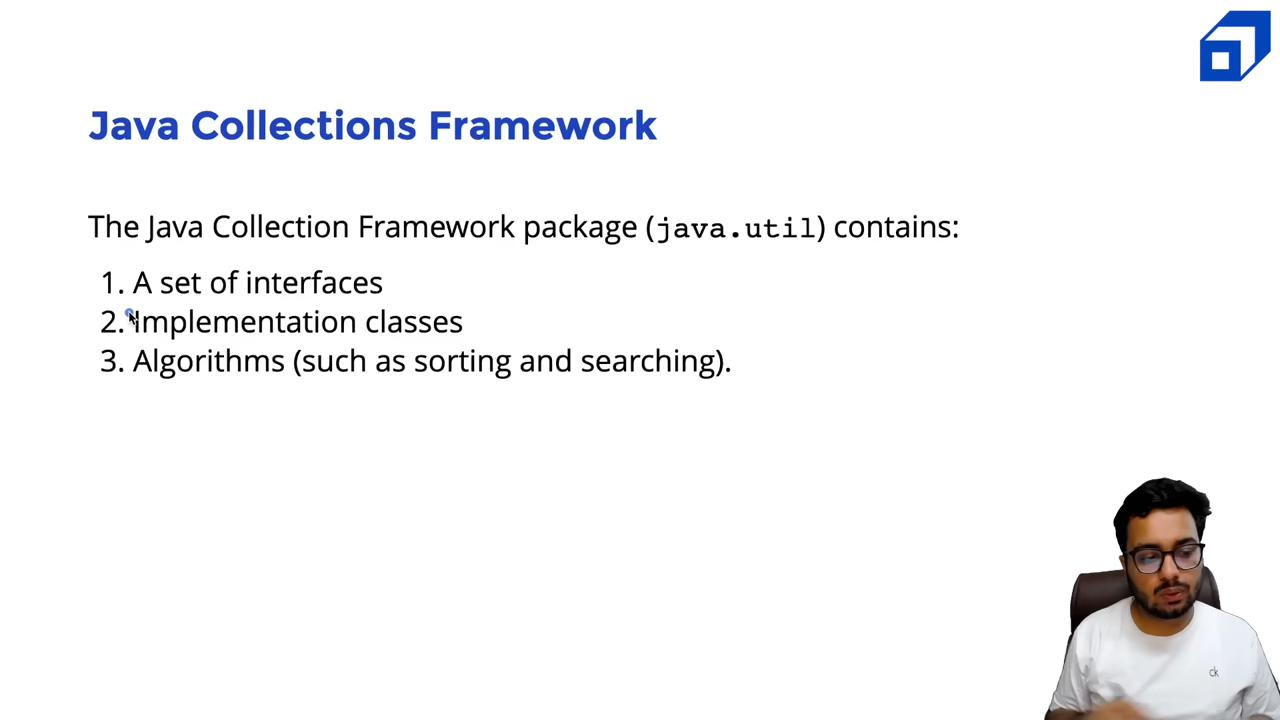 Java Collections Framework
The Java Collection Framework package (java.util) contains:
1. A set of interfaces
2. Implementation classes
3. Algorithms (such as sorting and searching).
ck